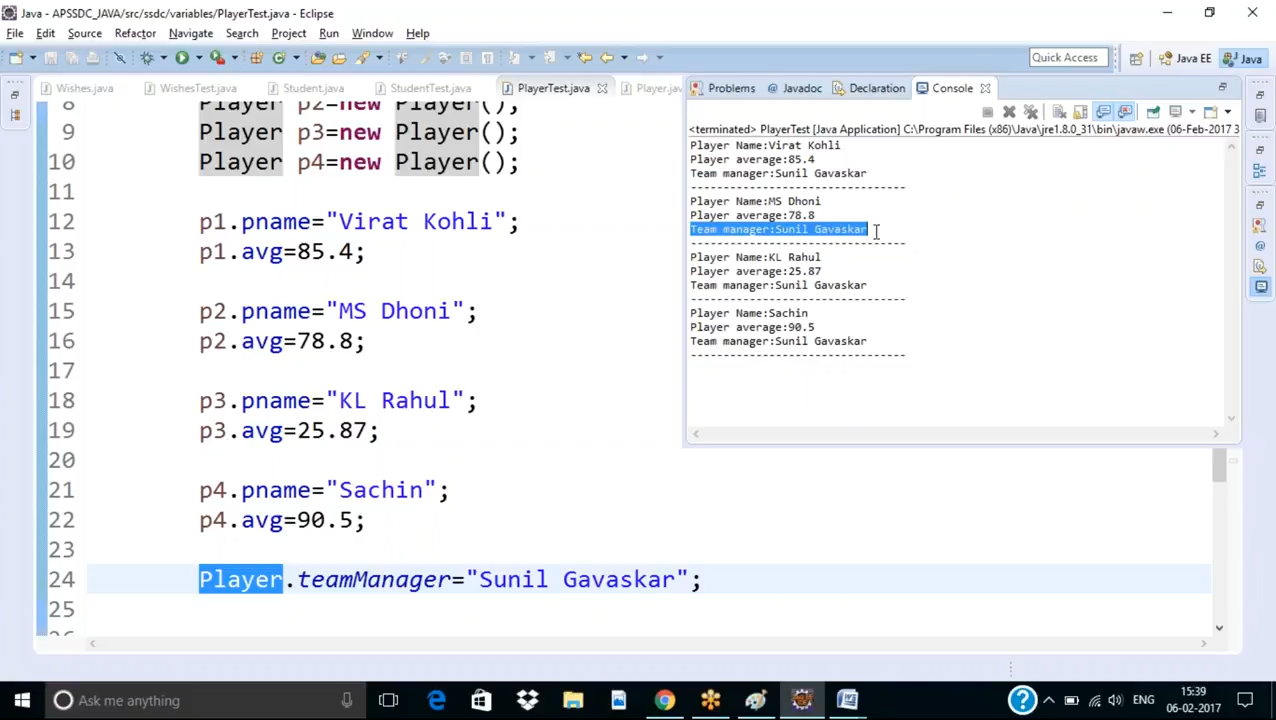 Java - APSSDC_JAVA/src/ssdc/variables/PlayerTest.java - Eclipse
File Edit Source Refactor Navigate Search Project Run Window Help
Quick Access
Java EE
Java
Wishes.java
WishesTest.java
Student.java
StudentTest.java
PlayerTest.java
Player.jav
8 Player p2=new Player();
9 Player p3=new Player();
10 Player p4=new Player();
11
12 p1.pname="Virat Kohli";
13 p1.avg=85.4;
14
15 p2.pname="MS Dhoni";
16 p2.avg=78.8;
17
18 p3.pname="KL Rahul";
19 p3.avg=25.87;
20
21 p4.pname="Sachin";
22 p4.avg=90.5;
23
24 Player.teamManager="Sunil Gavaskar";
25
Problems @ Javadoc Declaration Console
<terminated> PlayerTest [Java Application] C:\Program Files (x86)\Java\jre1.8.0_31\bin\javaw.exe (06-Feb-2017 3
Player Name:Virat Kohli
Player average:85.4
Team manager:Sunil Gavaskar
--------------------------------
Player Name:MS Dhoni
Player average:78.8
Team manager:Sunil Gavaskar
--------------------------------
Player Name:KL Rahul
Player average:25.87
Team manager:Sunil Gavaskar
--------------------------------
Player Name:Sachin
Player average:90.5
Team manager:Sunil Gavaskar
--------------------------------
Ask me anything
ENG
15:39
06-02-2017